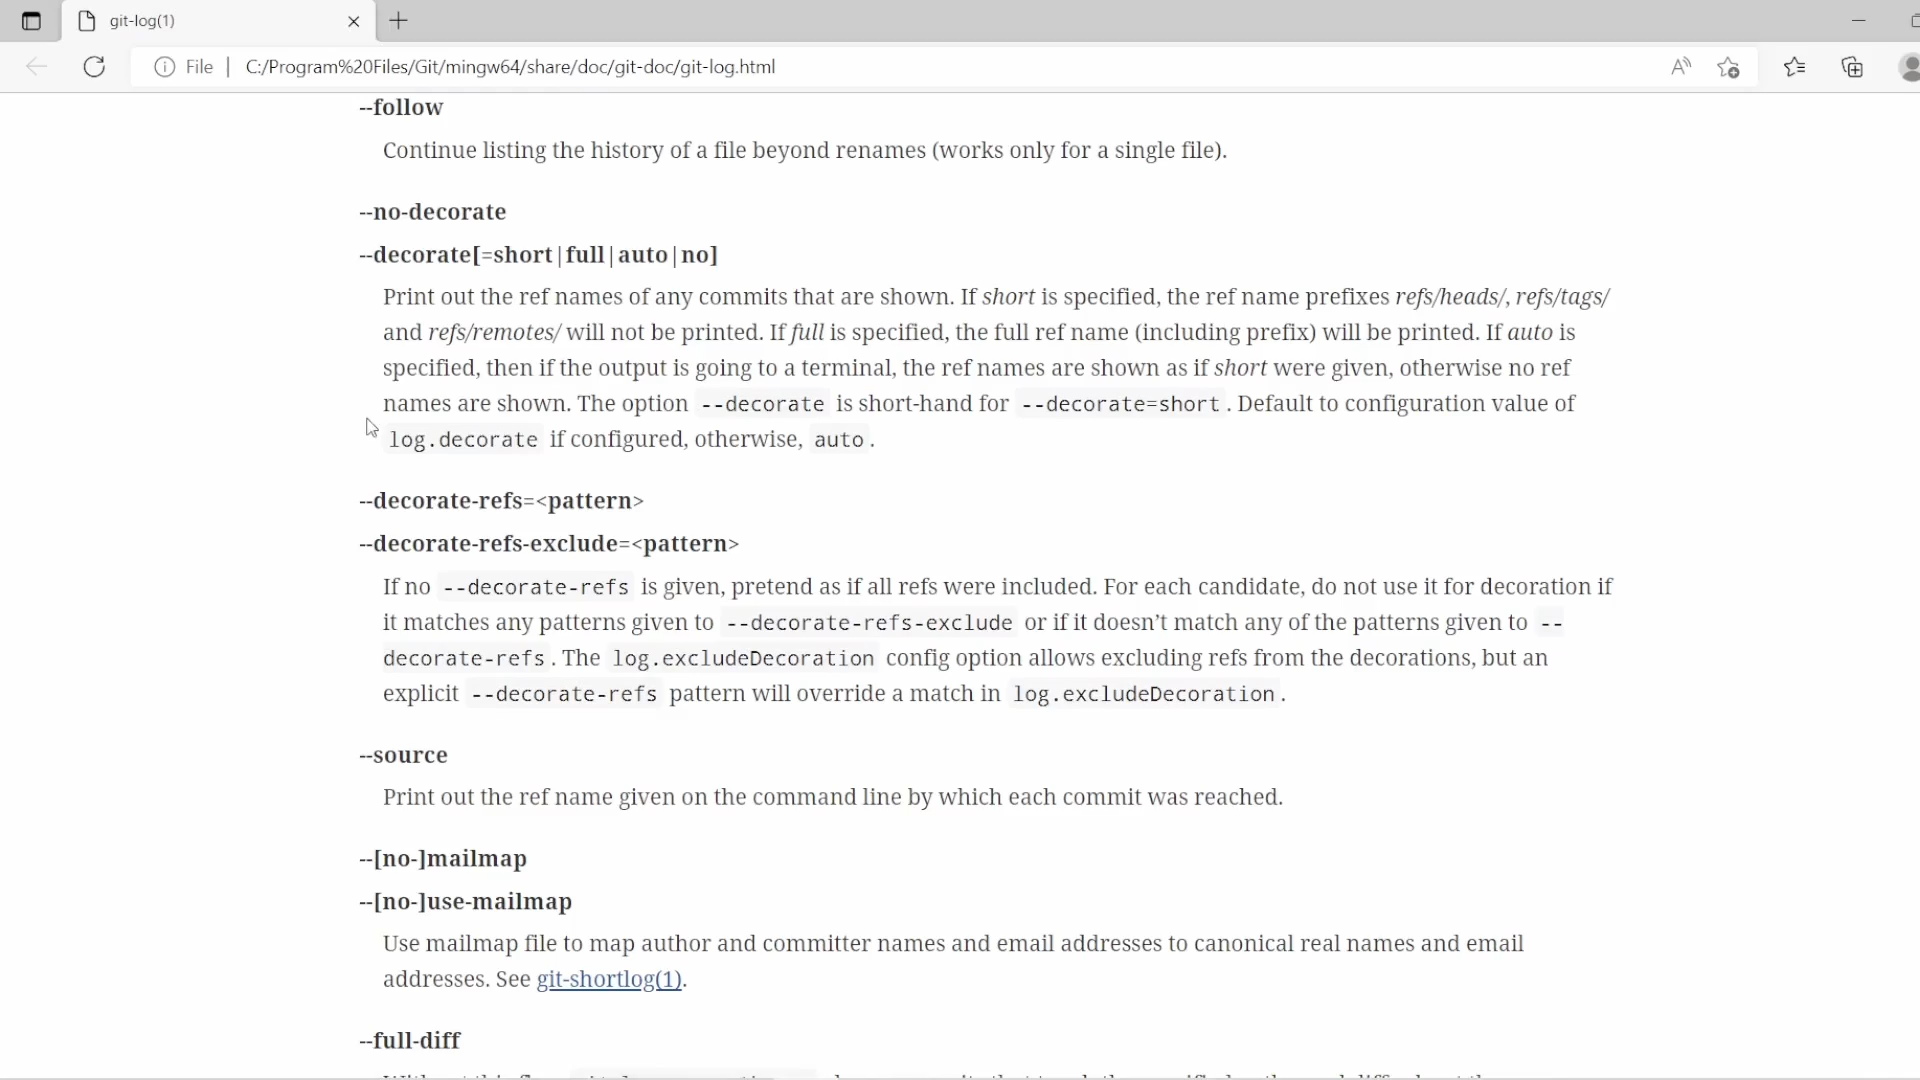 git-log(1)
File | C:/Program%20Files/Git/mingw64/share/doc/git-doc/git-log.html
--follow
Continue listing the history of a file beyond renames (works only for a single file).
--no-decorate
--decorate[=short|full|auto|no]
Print out the ref names of any commits that are shown. If short is specified, the ref name prefixes refs/heads/, refs/tags/
and refs/remotes/ will not be printed. If full is specified, the full ref name (including prefix) will be printed. If auto is
specified, then if the output is going to a terminal, the ref names are shown as if short were given, otherwise no ref
names are shown. The option --decorate is short-hand for --decorate=short. Default to configuration value of
log.decorate if configured, otherwise, auto.
--decorate-refs=<pattern>
--decorate-refs-exclude=<pattern>
If no --decorate-refs is given, pretend as if all refs were included. For each candidate, do not use it for decoration if
it matches any patterns given to --decorate-refs-exclude or if it doesn’t match any of the patterns given to --
decorate-refs. The log.excludeDecoration config option allows excluding refs from the decorations, but an
explicit --decorate-refs pattern will override a match in log.excludeDecoration.
--source
Print out the ref name given on the command line by which each commit was reached.
--[no-]mailmap
--[no-]use-mailmap
Use mailmap file to map author and committer names and email addresses to canonical real names and email
addresses. See git-shortlog(1).
--full-diff